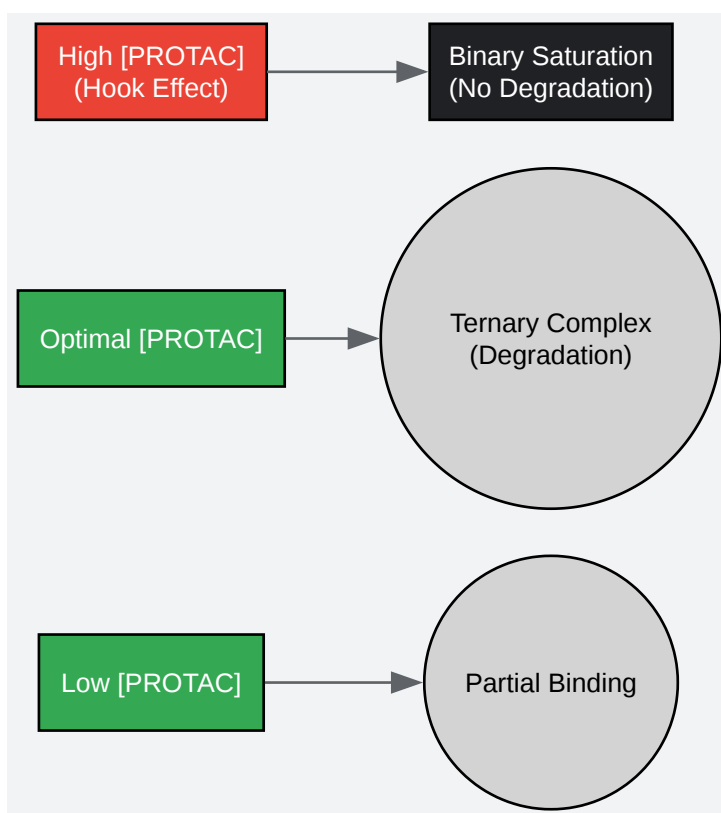 High [PROTAC]
(Hook Effect)
Binary Saturation
(No Degradation)
Optimal [PROTAC]
Ternary Complex
(Degradation)
Low [PROTAC]
Partial Binding